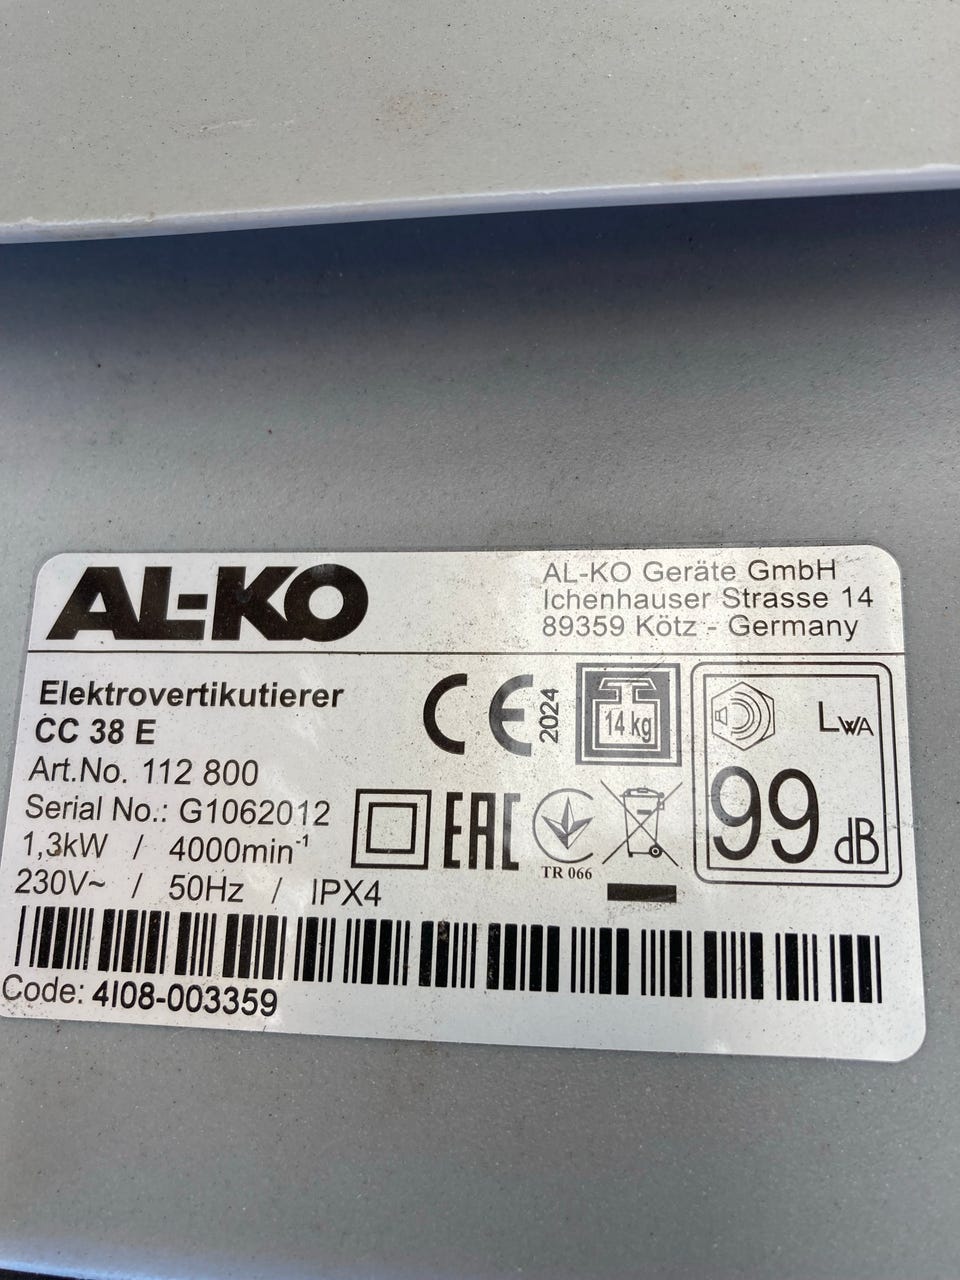 AL-KO
AL-KO Geräte GmbH
Ichenhauser Strasse 14
89359 Kötz - Germany
Elektrovertikutierer
CC 38 E
Art.No. 112 800
Serial No.: G1062012
1,3kW / 4000min⁻¹
230V~ / 50Hz / IPX4
CE 2024
14 kg
EAC
TR 066
LWA
99 dB
Code: 4I08-003359